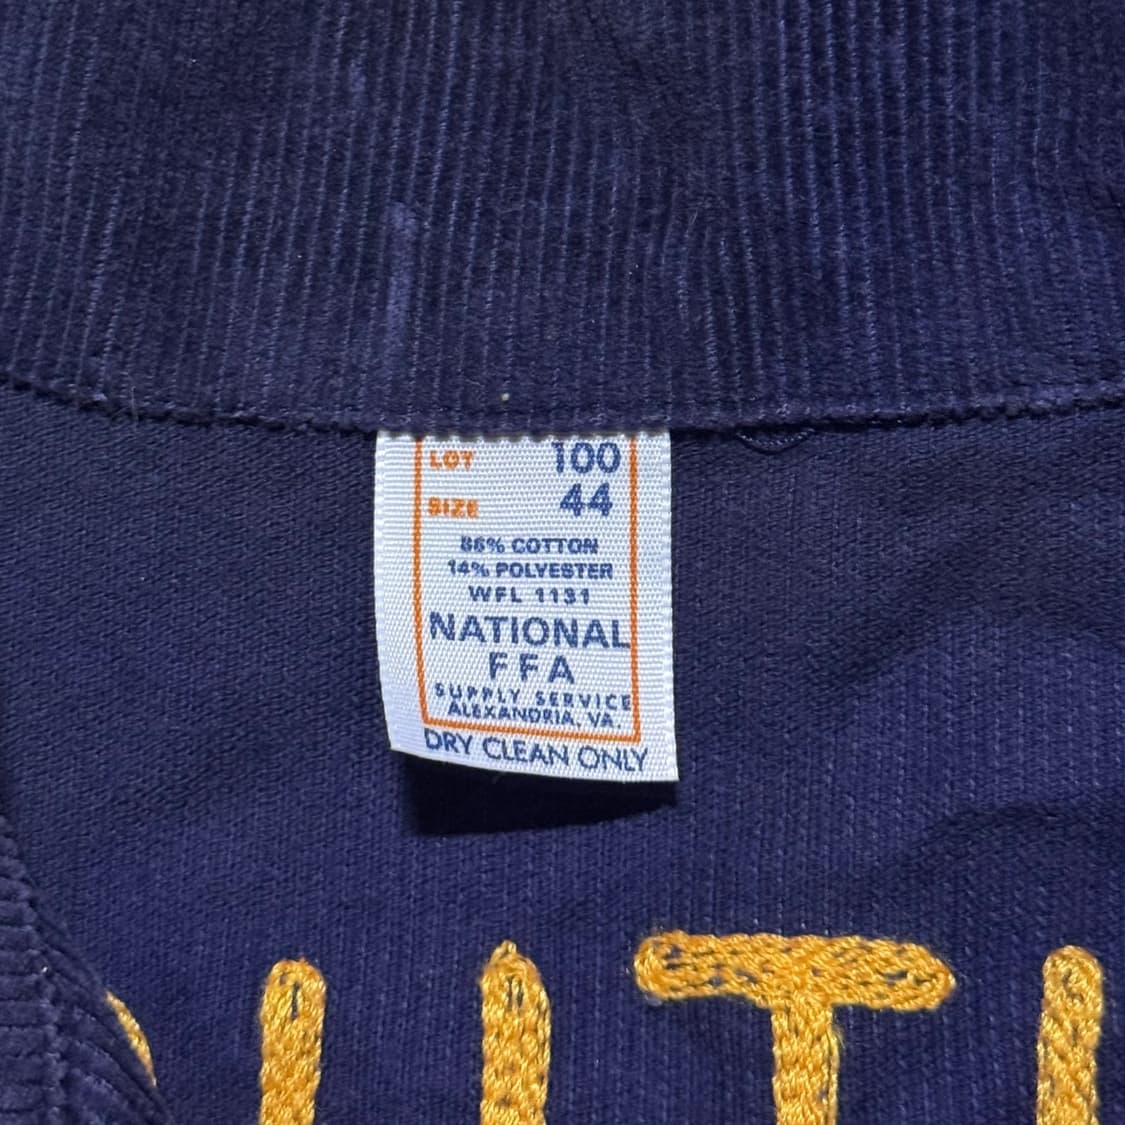 LOT 100
SIZE 44
86% COTTON
14% POLYESTER
WFL 1131
NATIONAL
FFA
SUPPLY SERVICE
ALEXANDRIA, VA.
DRY CLEAN ONLY